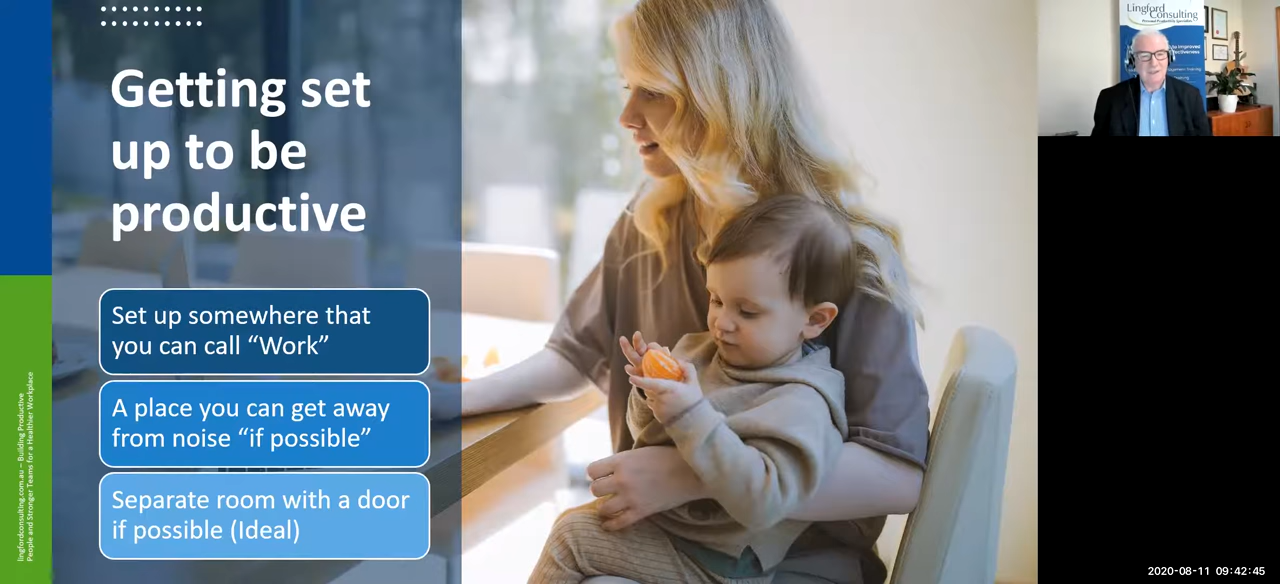 Getting set
up to be
productive
Set up somewhere that
you can call “Work”
A place you can get away
from noise “if possible”
Separate room with a door
if possible (Ideal)
lingfordconsulting.com.au – Building Productive
People and Stronger Teams for a Healthier Workplace
Lingford
Consulting
2020-08-11 09:42:45